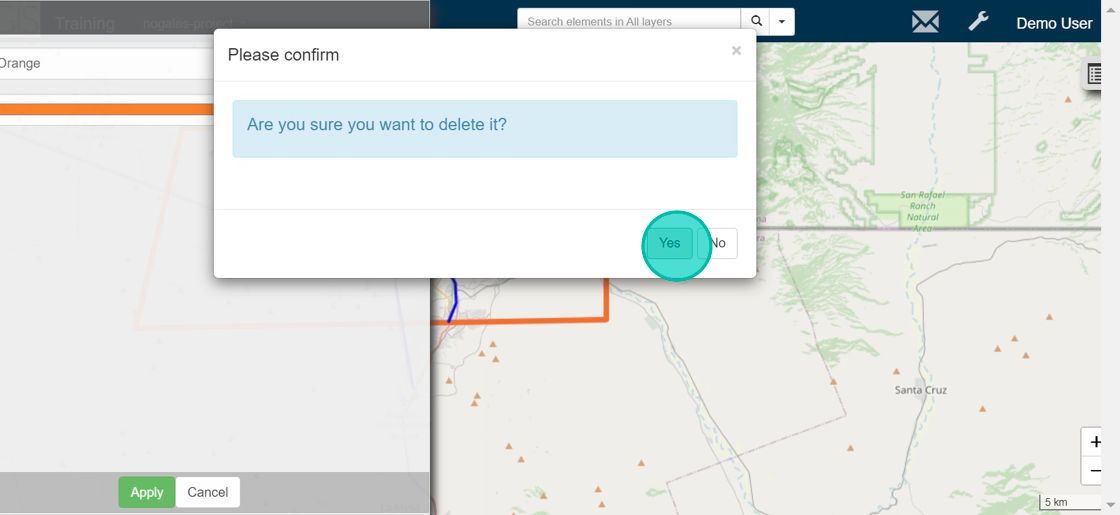 Training nogales-project
Search elements in All layers
Demo User
Please confirm
×
Orange
Are you sure you want to delete it?
Yes
No
San Rafael
Ranch
Natural
Area
Santa Cruz
Apply
Cancel
+
−
5 km